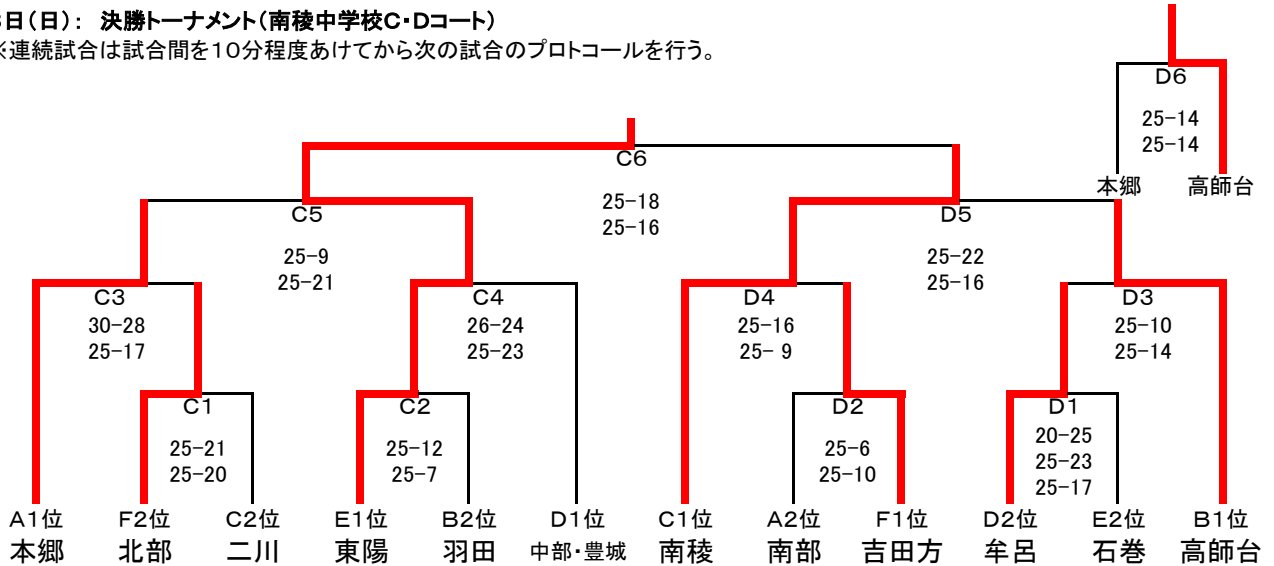 日(日): 決勝トーナメント(南稜中学校C・Dコート)
※連続試合は試合間を10分程度あけてから次の試合のプロトコールを行う。
D6
25-14
25-14
本郷 高師台
C6
25-18
25-16
C5
25-9
25-21
D5
25-22
25-16
C3
30-28
25-17
C4
26-24
25-23
D4
25-16
25- 9
D3
25-10
25-14
C1
25-21
25-20
C2
25-12
25-7
D2
25-6
25-10
D1
20-25
25-23
25-17
A1位 F2位 C2位 E1位 B2位 D1位 C1位 A2位 F1位 D2位 E2位 B1位
本郷 北部 二川 東陽 羽田 中部・豊城 南稜 南部 吉田方 牟呂 石巻 高師台